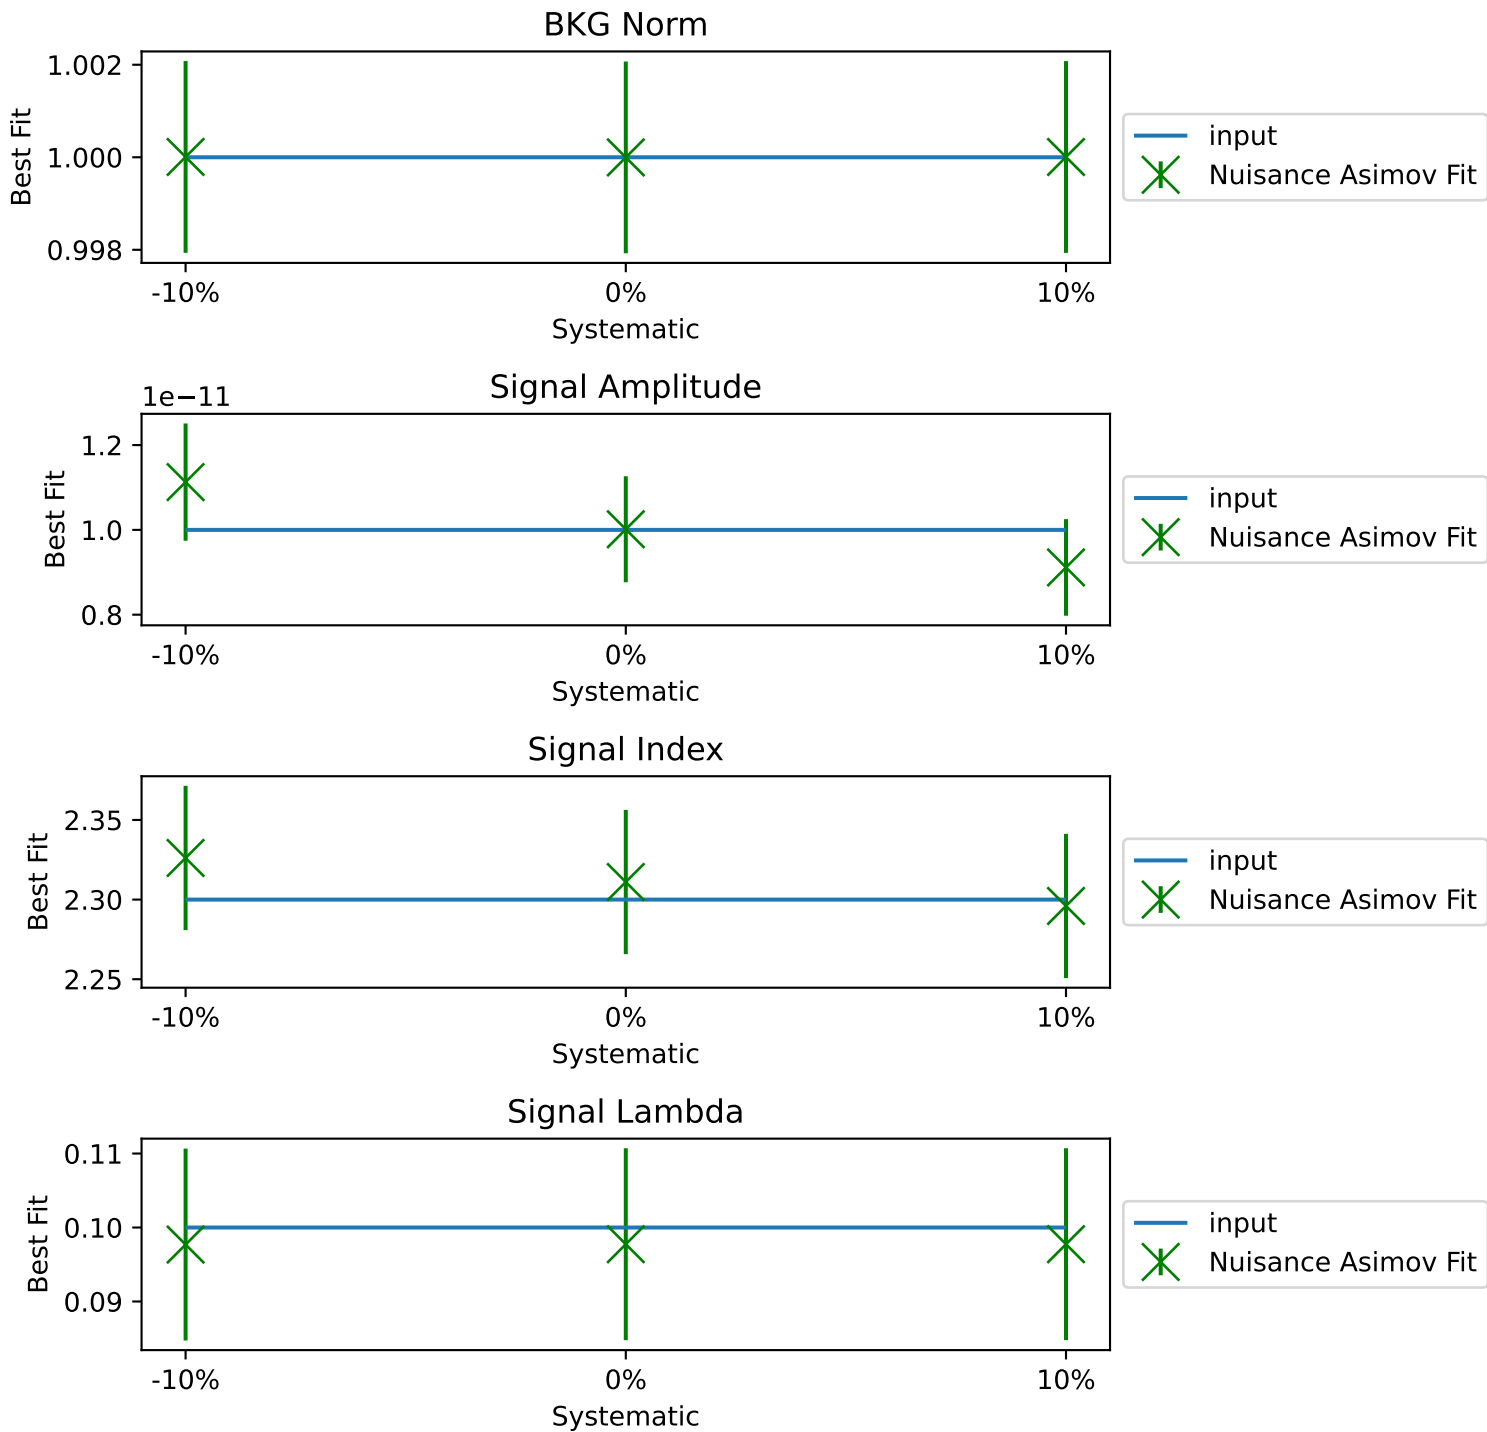 BKG Norm
1.002
1.000
0.998
Best Fit
-10% 0% 10%
Systematic
input
Nuisance Asimov Fit
Signal Amplitude
1e−11
1.2
1.0
0.8
Best Fit
-10% 0% 10%
Systematic
input
Nuisance Asimov Fit
Signal Index
2.35
2.30
2.25
Best Fit
-10% 0% 10%
Systematic
input
Nuisance Asimov Fit
Signal Lambda
0.11
0.10
0.09
Best Fit
-10% 0% 10%
Systematic
input
Nuisance Asimov Fit